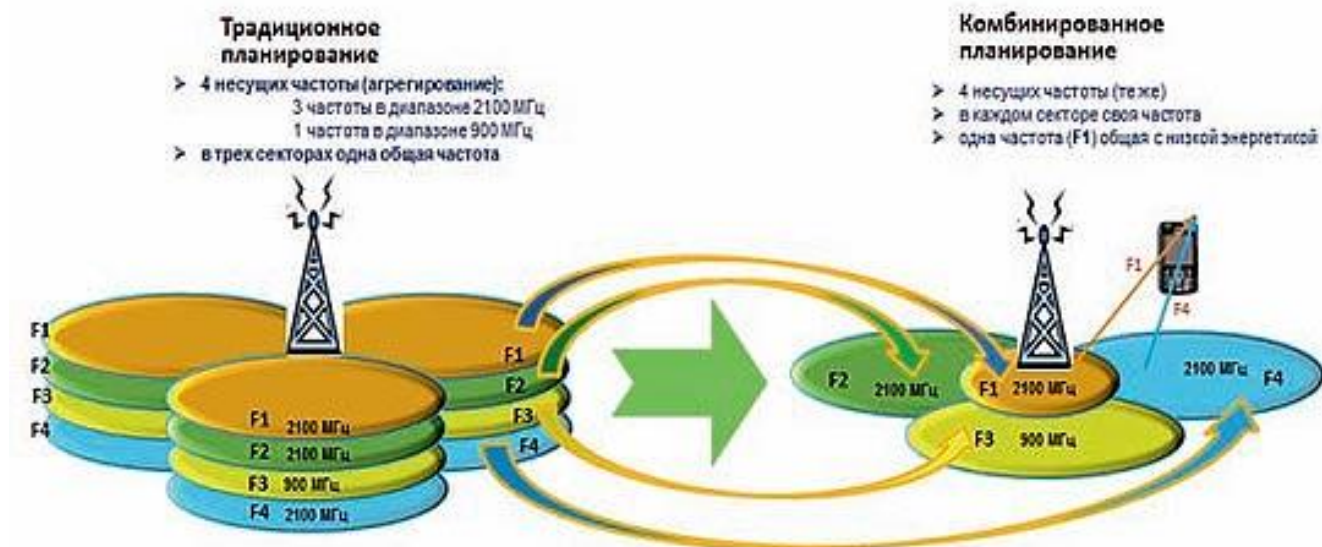 Традиционное
планирование
➤ 4 несущих частоты (агрегирование):
3 частоты в диапазоне 2100 МГц
1 частота в диапазоне 900 МГц
➤ в трех секторах одна общая частота
Комбинированное
планирование
➤ 4 несущих частоты (те же)
➤ в каждом секторе своя частота
➤ одна частота (F1) общая с низкой энергетикой
F1
F2
F3
F4
F1 2100 МГц
F2 2100 МГц
F3 900 МГц
F4 2100 МГц
F1
F2
F3
F4
F1
F4
F2 2100 МГц
F1 2100 МГц
2100 МГц F4
F3 900 МГц